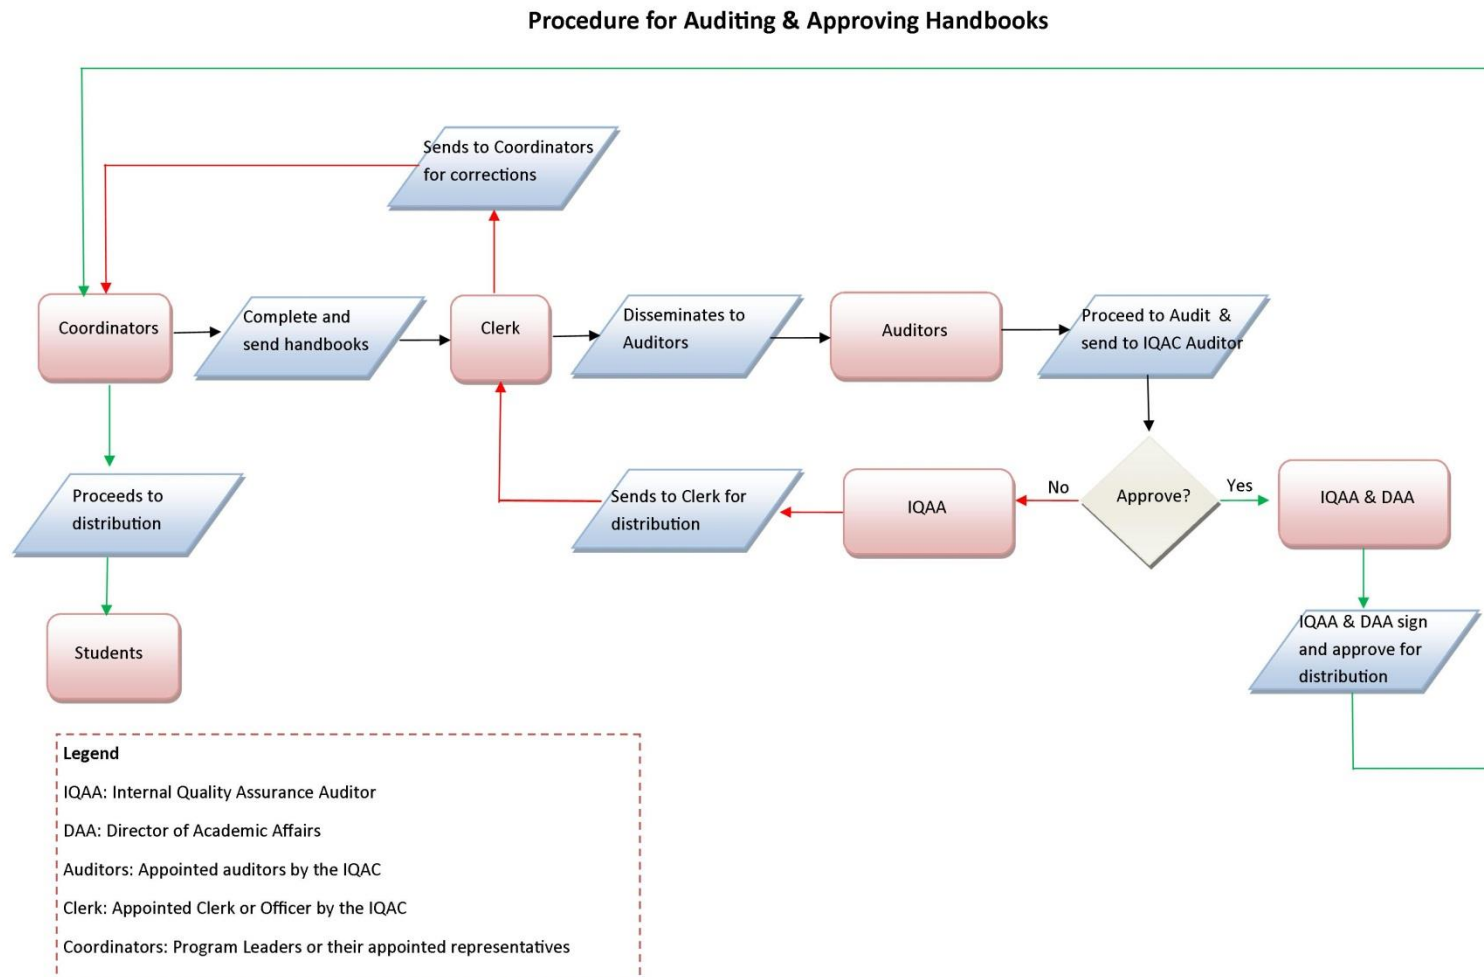 Procedure for Auditing & Approving Handbooks
Sends to Coordinators
for corrections
Coordinators
Complete and
send handbooks
Clerk
Disseminates to
Auditors
Auditors
Proceed to Audit &
send to IQAC Auditor
Proceeds to
distribution
Sends to Clerk for
distribution
IQAA
No
Approve?
Yes
IQAA & DAA
Students
IQAA & DAA sign
and approve for
distribution
Legend
IQAA: Internal Quality Assurance Auditor
DAA: Director of Academic Affairs
Auditors: Appointed auditors by the IQAC
Clerk: Appointed Clerk or Officer by the IQAC
Coordinators: Program Leaders or their appointed representatives